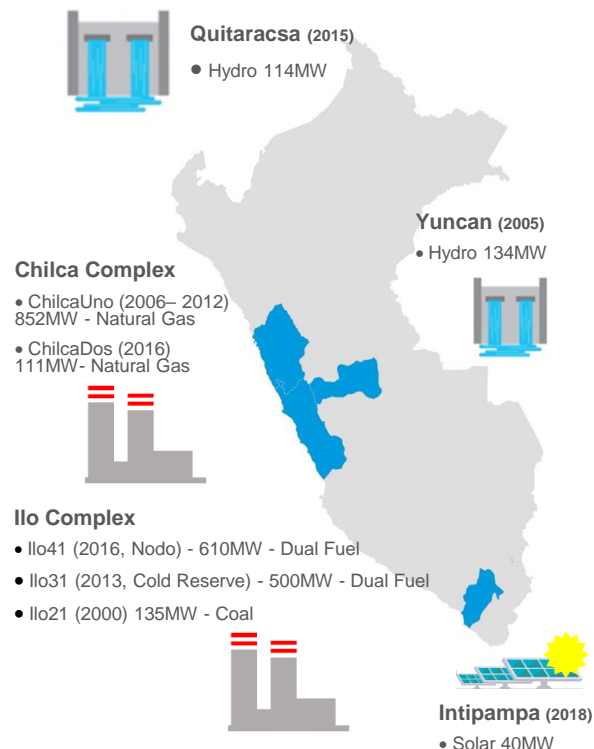 Quitaracsa (2015)
● Hydro 114MW
Yuncan (2005)
● Hydro 134MW
Chilca Complex
● ChilcaUno (2006– 2012)
852MW - Natural Gas
● ChilcaDos (2016)
111MW- Natural Gas
Ilo Complex
● Ilo41 (2016, Nodo) - 610MW - Dual Fuel
● Ilo31 (2013, Cold Reserve) - 500MW - Dual Fuel
● Ilo21 (2000) 135MW - Coal
Intipampa (2018)
● Solar 40MW